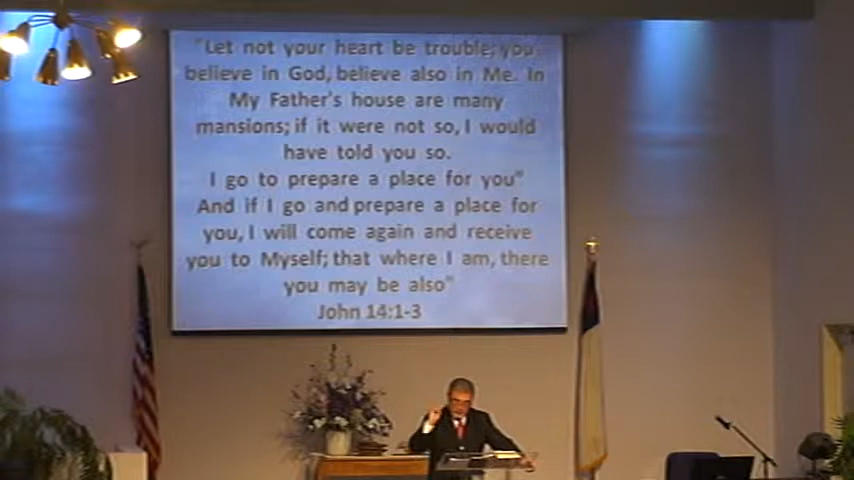 "Let not your heart be trouble; you
believe in God, believe also in Me. In
My Father's house are many
mansions; if it were not so, I would
have told you so.
I go to prepare a place for you"
And if I go and prepare a place for
you, I will come again and receive
you to Myself; that where I am, there
you may be also"
John 14:1-3